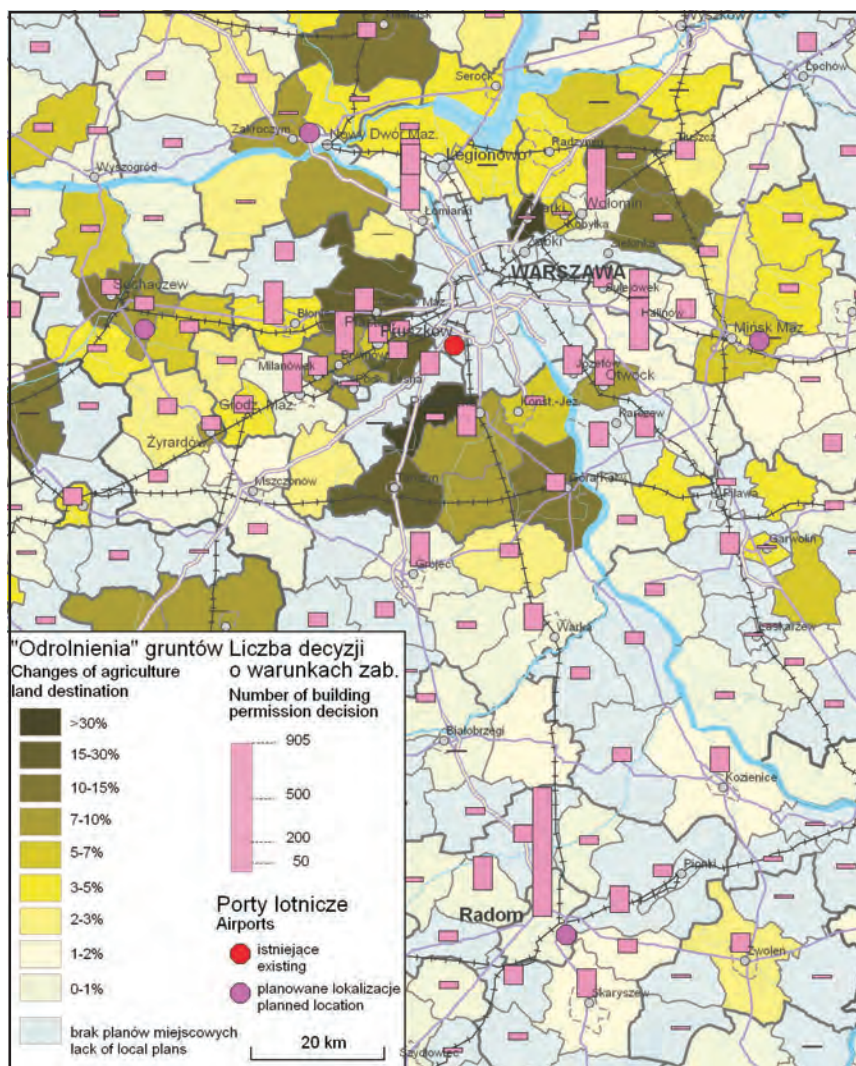 Wyszków
Łochów
Serock
Zakroczym
Nowy Dwór Maz.
Radzymin
Tłuszcz
Legionowo
Wyszogród
Łomianki
Wołomin
Kobyłka
Ząbki
Zielonka
WARSZAWA
Sochaczew
Sulejówek
Halinów
Mińsk Maz.
Błonie
Pruszków
Milanówek
Józefów
Otwock
Grodz. Maz.
Konst.-Jez.
Karczew
Żyrardów
Mszczonów
Góra Kalw.
Pilawa
Garwolin
Grójec
Warka
Łaskarzew
Białobrzegi
Kozienice
Pionki
Radom
Zwoleń
Skaryszew
Szydłowiec
"Odrolnienia" gruntów
Changes of agriculture
land destination
>30%
15-30%
10-15%
7-10%
5-7%
3-5%
2-3%
1-2%
0-1%
brak planów miejscowych
lack of local plans
Liczba decyzji
o warunkach zab.
Number of building
permission decision
905
500
200
50
Porty lotnicze
Airports
istniejace
existing
planowane lokalizacje
planned location
20 km